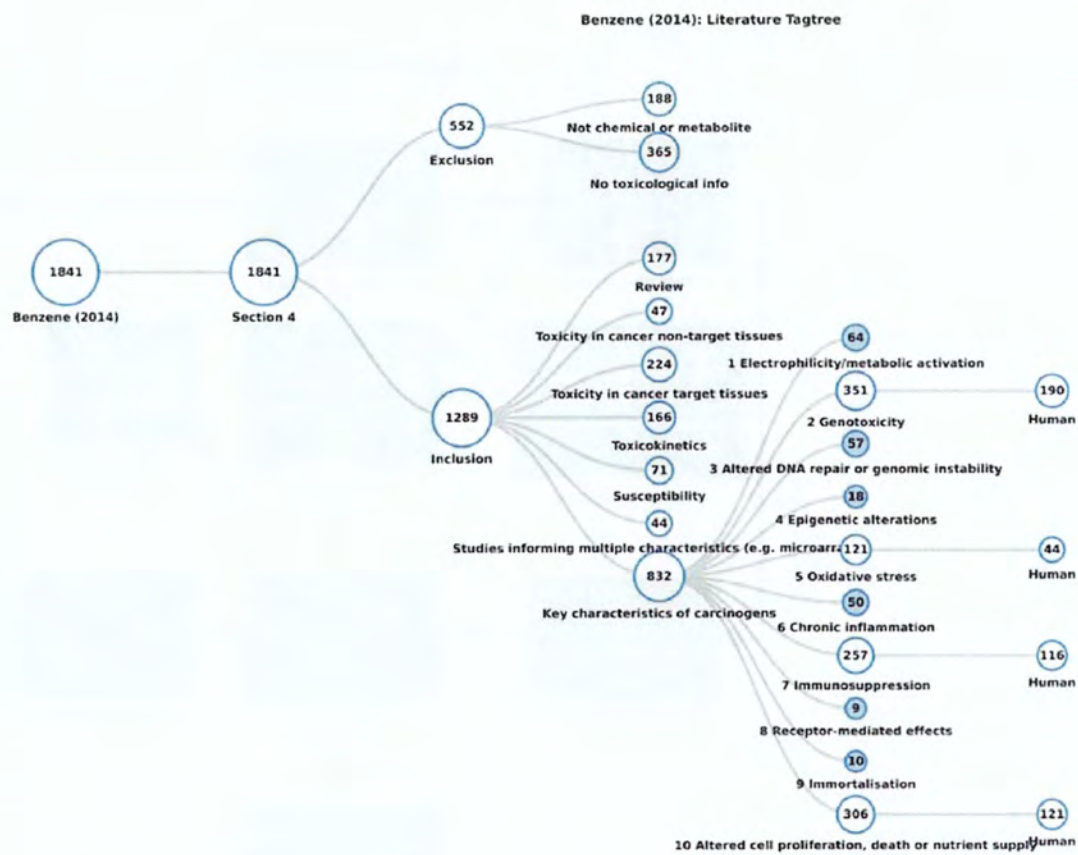 Benzene (2014): Literature Tagtree
188
Not chemical or metabolite
552
Exclusion
365
No toxicological info
1841
Benzene (2014)
1841
Section 4
177
Review
47
Toxicity in cancer non-target tissues
224
Toxicity in cancer target tissues
1289
Inclusion
166
Toxicokinetics
71
Susceptibility
44
Studies informing multiple characteristics (e.g. microarra
832
Key characteristics of carcinogens
64
1 Electrophilicity/metabolic activation
351
2 Genotoxicity
190
Human
57
3 Altered DNA repair or genomic instability
18
4 Epigenetic alterations
121
5 Oxidative stress
44
Human
50
6 Chronic inflammation
257
7 Immunosuppression
116
Human
9
8 Receptor-mediated effects
10
9 Immortalisation
306
10 Altered cell proliferation, death or nutrient supply
121
Human